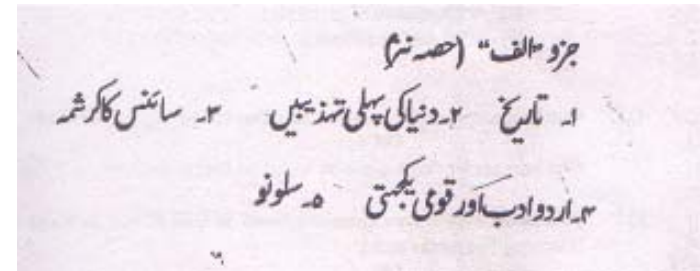 جزو "الف" (حصہ نثر)
۱۔ تاریخ ۲۔ دنیا کی پہلی تہذیبیں ۳۔ سائنس کا کرشمہ
۴۔ اردو ادب اور قومی یکجہتی ۵۔ سلونو